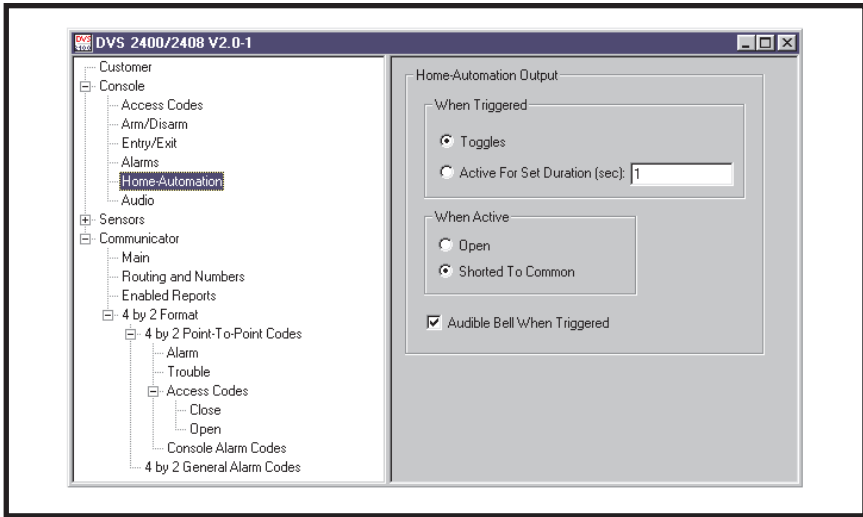 DVS 2400/2408 V2.0-1
Customer
Console
Access Codes
Arm/Disarm
Entry/Exit
Alarms
Home-Automation
Audio
Sensors
Communicator
Main
Routing and Numbers
Enabled Reports
4 by 2 Format
4 by 2 Point-To-Point Codes
Alarm
Trouble
Access Codes
Close
Open
Console Alarm Codes
4 by 2 General Alarm Codes
Home-Automation Output
When Triggered
Toggles
Active For Set Duration (sec): 1
When Active
Open
Shorted To Common
Audible Bell When Triggered